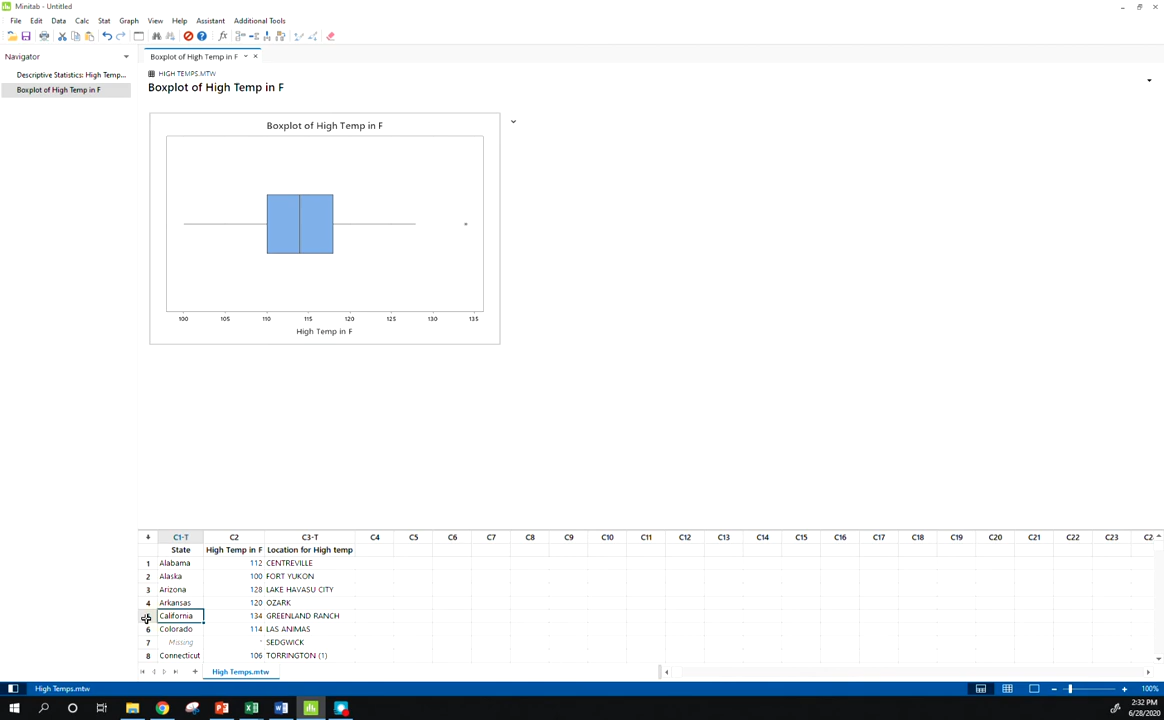 Minitab - Untitled
File Edit Data Calc Stat Graph View Help Assistant Additional Tools
Navigator
Boxplot of High Temp in F
Descriptive Statistics: High Temp...
Boxplot of High Temp in F
HIGH TEMPS.MTW
Boxplot of High Temp in F
Boxplot of High Temp in F
100 105 110 115 120 125 130 135
High Temp in F
C1-T C2 C3-T C4 C5 C6 C7 C8 C9 C10 C11 C12 C13 C14 C15 C16 C17 C18 C19 C20 C21 C22 C23
State High Temp in F Location for High temp
1 Alabama 112 CENTREVILLE
2 Alaska 100 FORT YUKON
3 Arizona 128 LAKE HAVASU CITY
4 Arkansas 120 OZARK
California 134 GREENLAND RANCH
6 Colorado 114 LAS ANIMAS
7 Missing * SEDGWICK
8 Connecticut 106 TORRINGTON (1)
High Temps.mtw
High Temps.mtw
100%
2:32 PM
6/28/2020